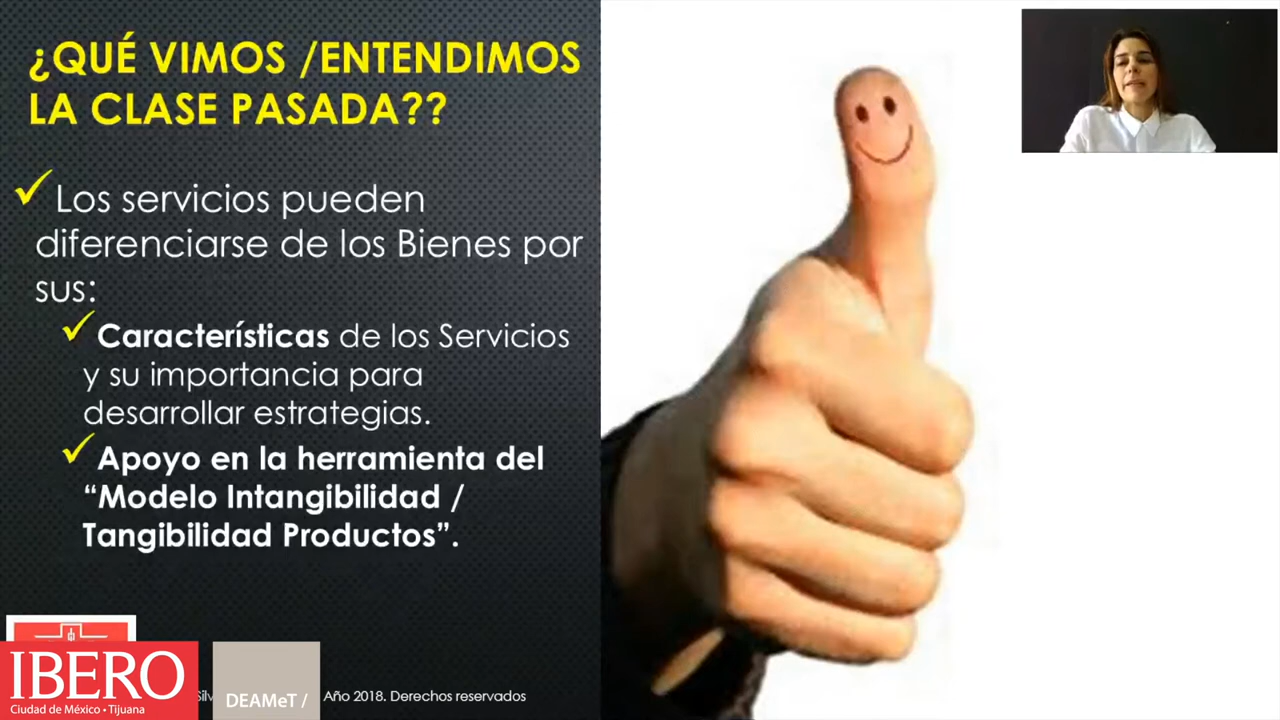 ¿QUÉ VIMOS /ENTENDIMOS
LA CLASE PASADA??
Los servicios pueden
diferenciarse de los Bienes por
sus:
Características de los Servicios
y su importancia para
desarrollar estrategias.
Apoyo en la herramienta del
“Modelo Intangibilidad /
Tangibilidad Productos”.
IBERO
Ciudad de México • Tijuana
DEAMeT /
Año 2018. Derechos reservados